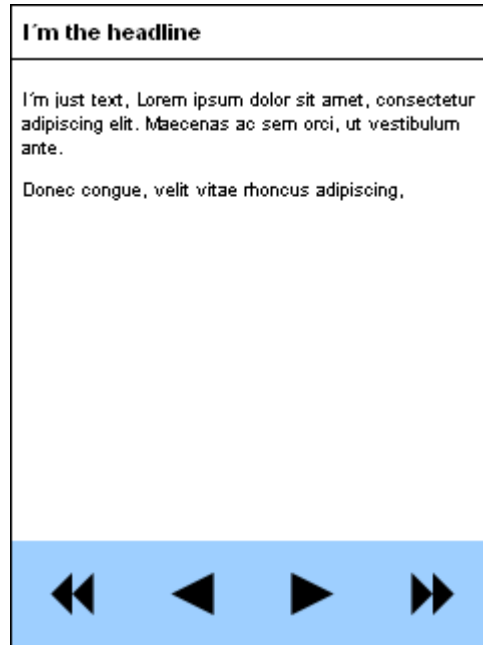 I´m the headline
I´m just text, Lorem ipsum dolor sit amet, consectetur
adipiscing elit. Maecenas ac sem orci, ut vestibulum
ante.
Donec congue, velit vitae rhoncus adipiscing,